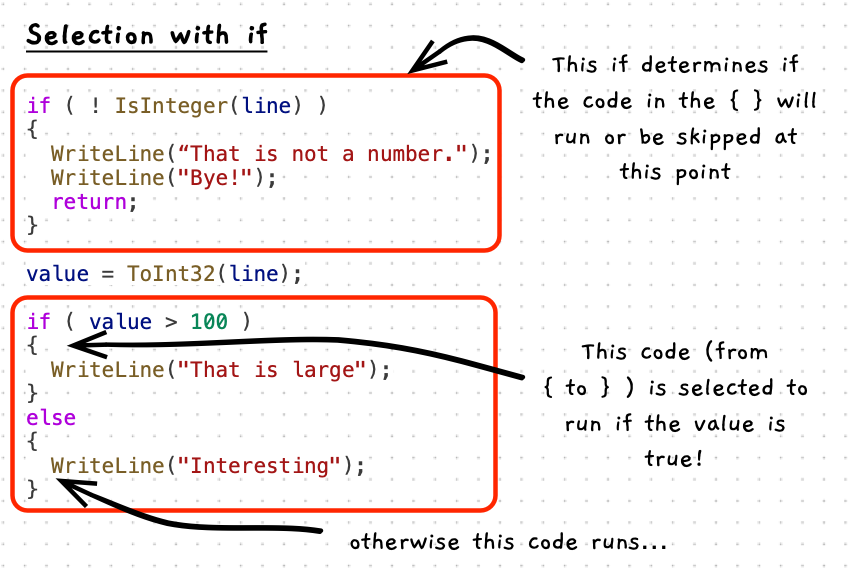 Selection with if
This if determines if
the code in the { } will
run or be skipped at
this point
if ( ! IsInteger(line) )
{
  WriteLine(“That is not a number.");
  WriteLine("Bye!");
  return;
}
value = ToInt32(line);
if ( value > 100 )
{
  WriteLine("That is large");
}
else
{
  WriteLine("Interesting");
}
This code (from
{ to } ) is selected to
run if the value is
true!
otherwise this code runs...